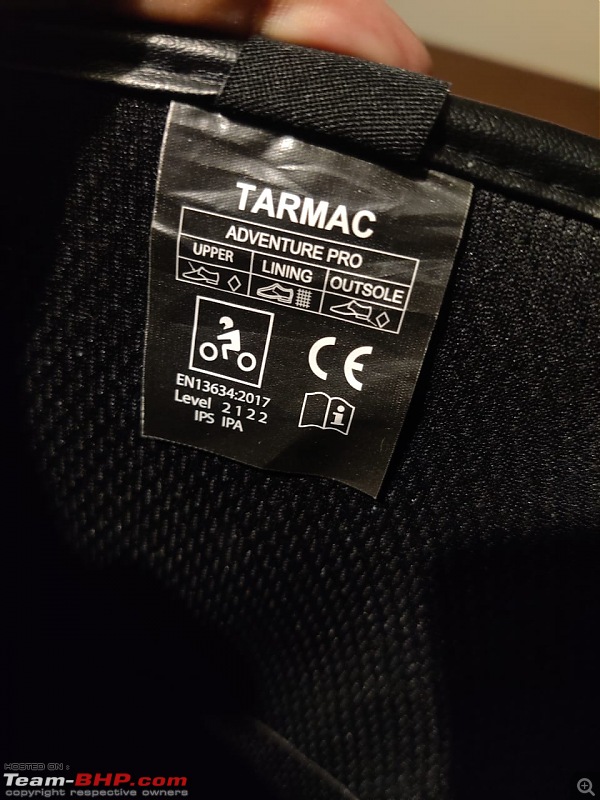 TARMAC
ADVENTURE PRO
UPPER LINING OUTSOLE
CE
EN13634:2017
Level 2 1 2 2
IPS IPA
i
HOSTED ON :
Team-BHP.com
copyright respective owners